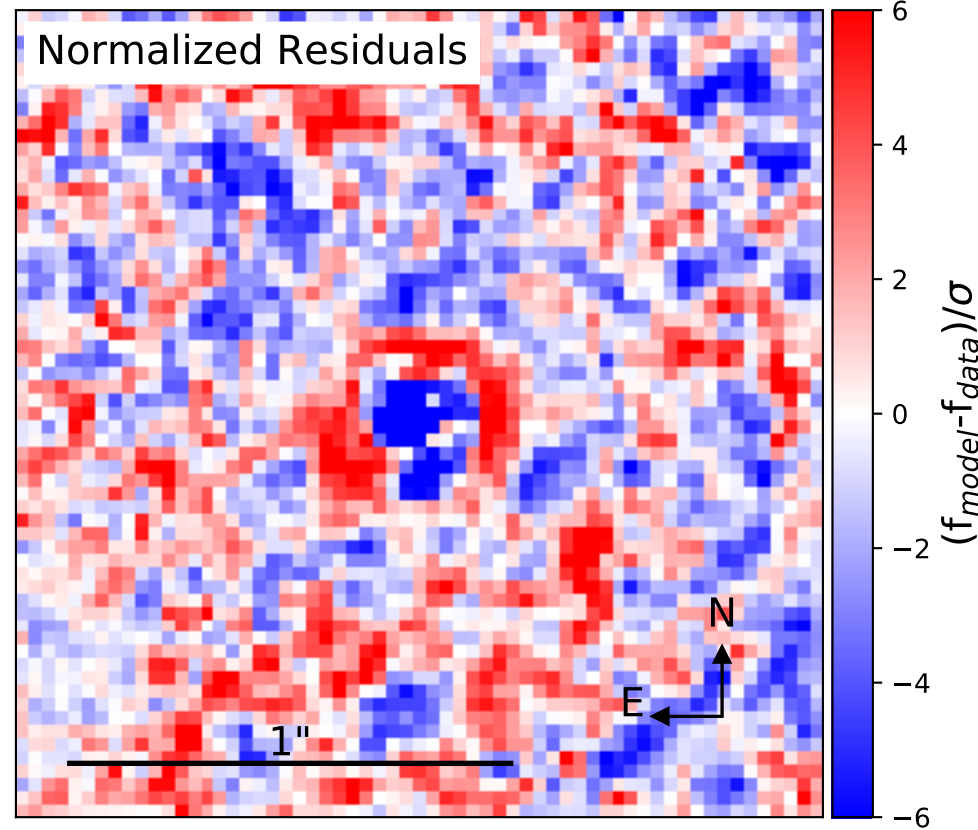 Normalized Residuals
6
4
2
0
−2
−4
−6
(f_model-f_data)/σ
N
E
1"